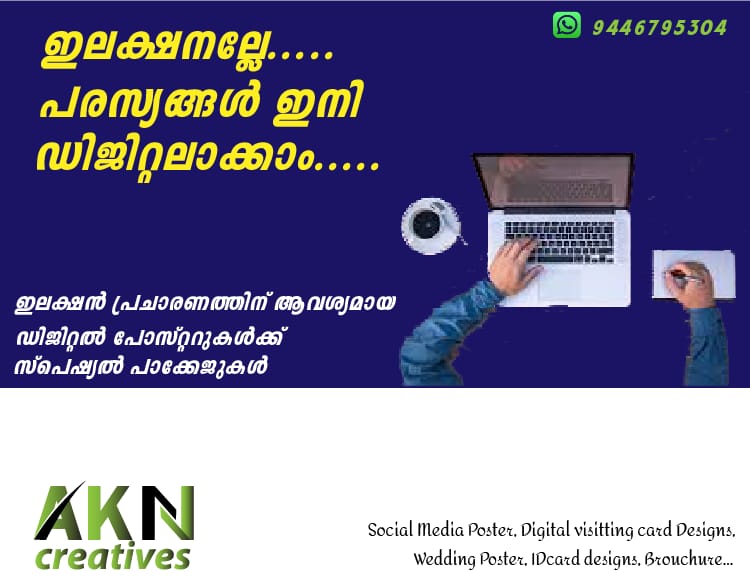 9446795304
ഇലക്ഷനല്ലേ.....
പരസ്യങ്ങൾ ഇനി
ഡിജിറ്റലാക്കാം.....
ഇലക്ഷൻ പ്രചാരണത്തിന് ആവശ്യമായ
ഡിജിറ്റൽ പോസ്റ്ററുകൾക്ക്
സ്പെഷ്യൽ പാക്കേജുകൾ
AKN
creatives
Social Media Poster, Digital visitting card Designs,
Wedding Poster, IDcard designs, Brouchure...